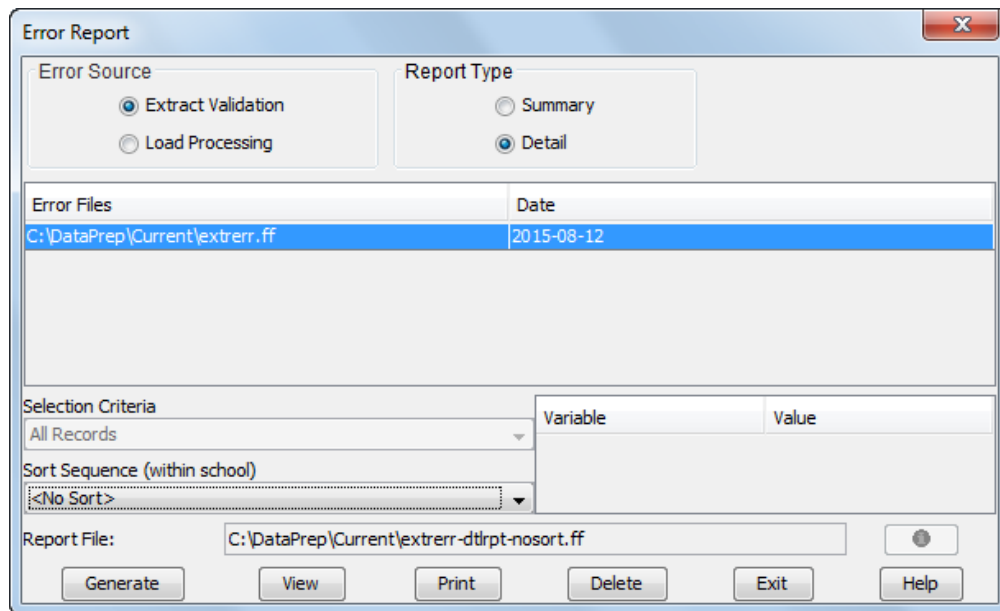 Error Report
Error Source
Extract Validation
Load Processing
Report Type
Summary
Detail
Error Files Date
C:\DataPrep\Current\extrerr.ff 2015-08-12
Selection Criteria
All Records
Sort Sequence (within school)
<No Sort>
Variable Value
Report File: C:\DataPrep\Current\extrerr-dtlrpt-nosort.ff
Generate View Print Delete Exit Help